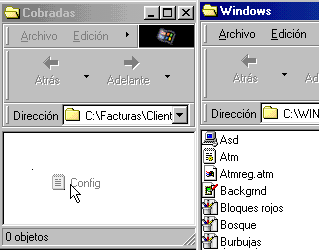 Cobradas
Archivo Edición
Atrás Adelante
Dirección C:\Facturas\Client
Config
0 objetos
Windows
Archivo Edición
Atrás
Dirección C:\WIN
Asd
Atm
Atmreg.atm
Backgrnd
Bloques rojos
Bosque
Burbujas